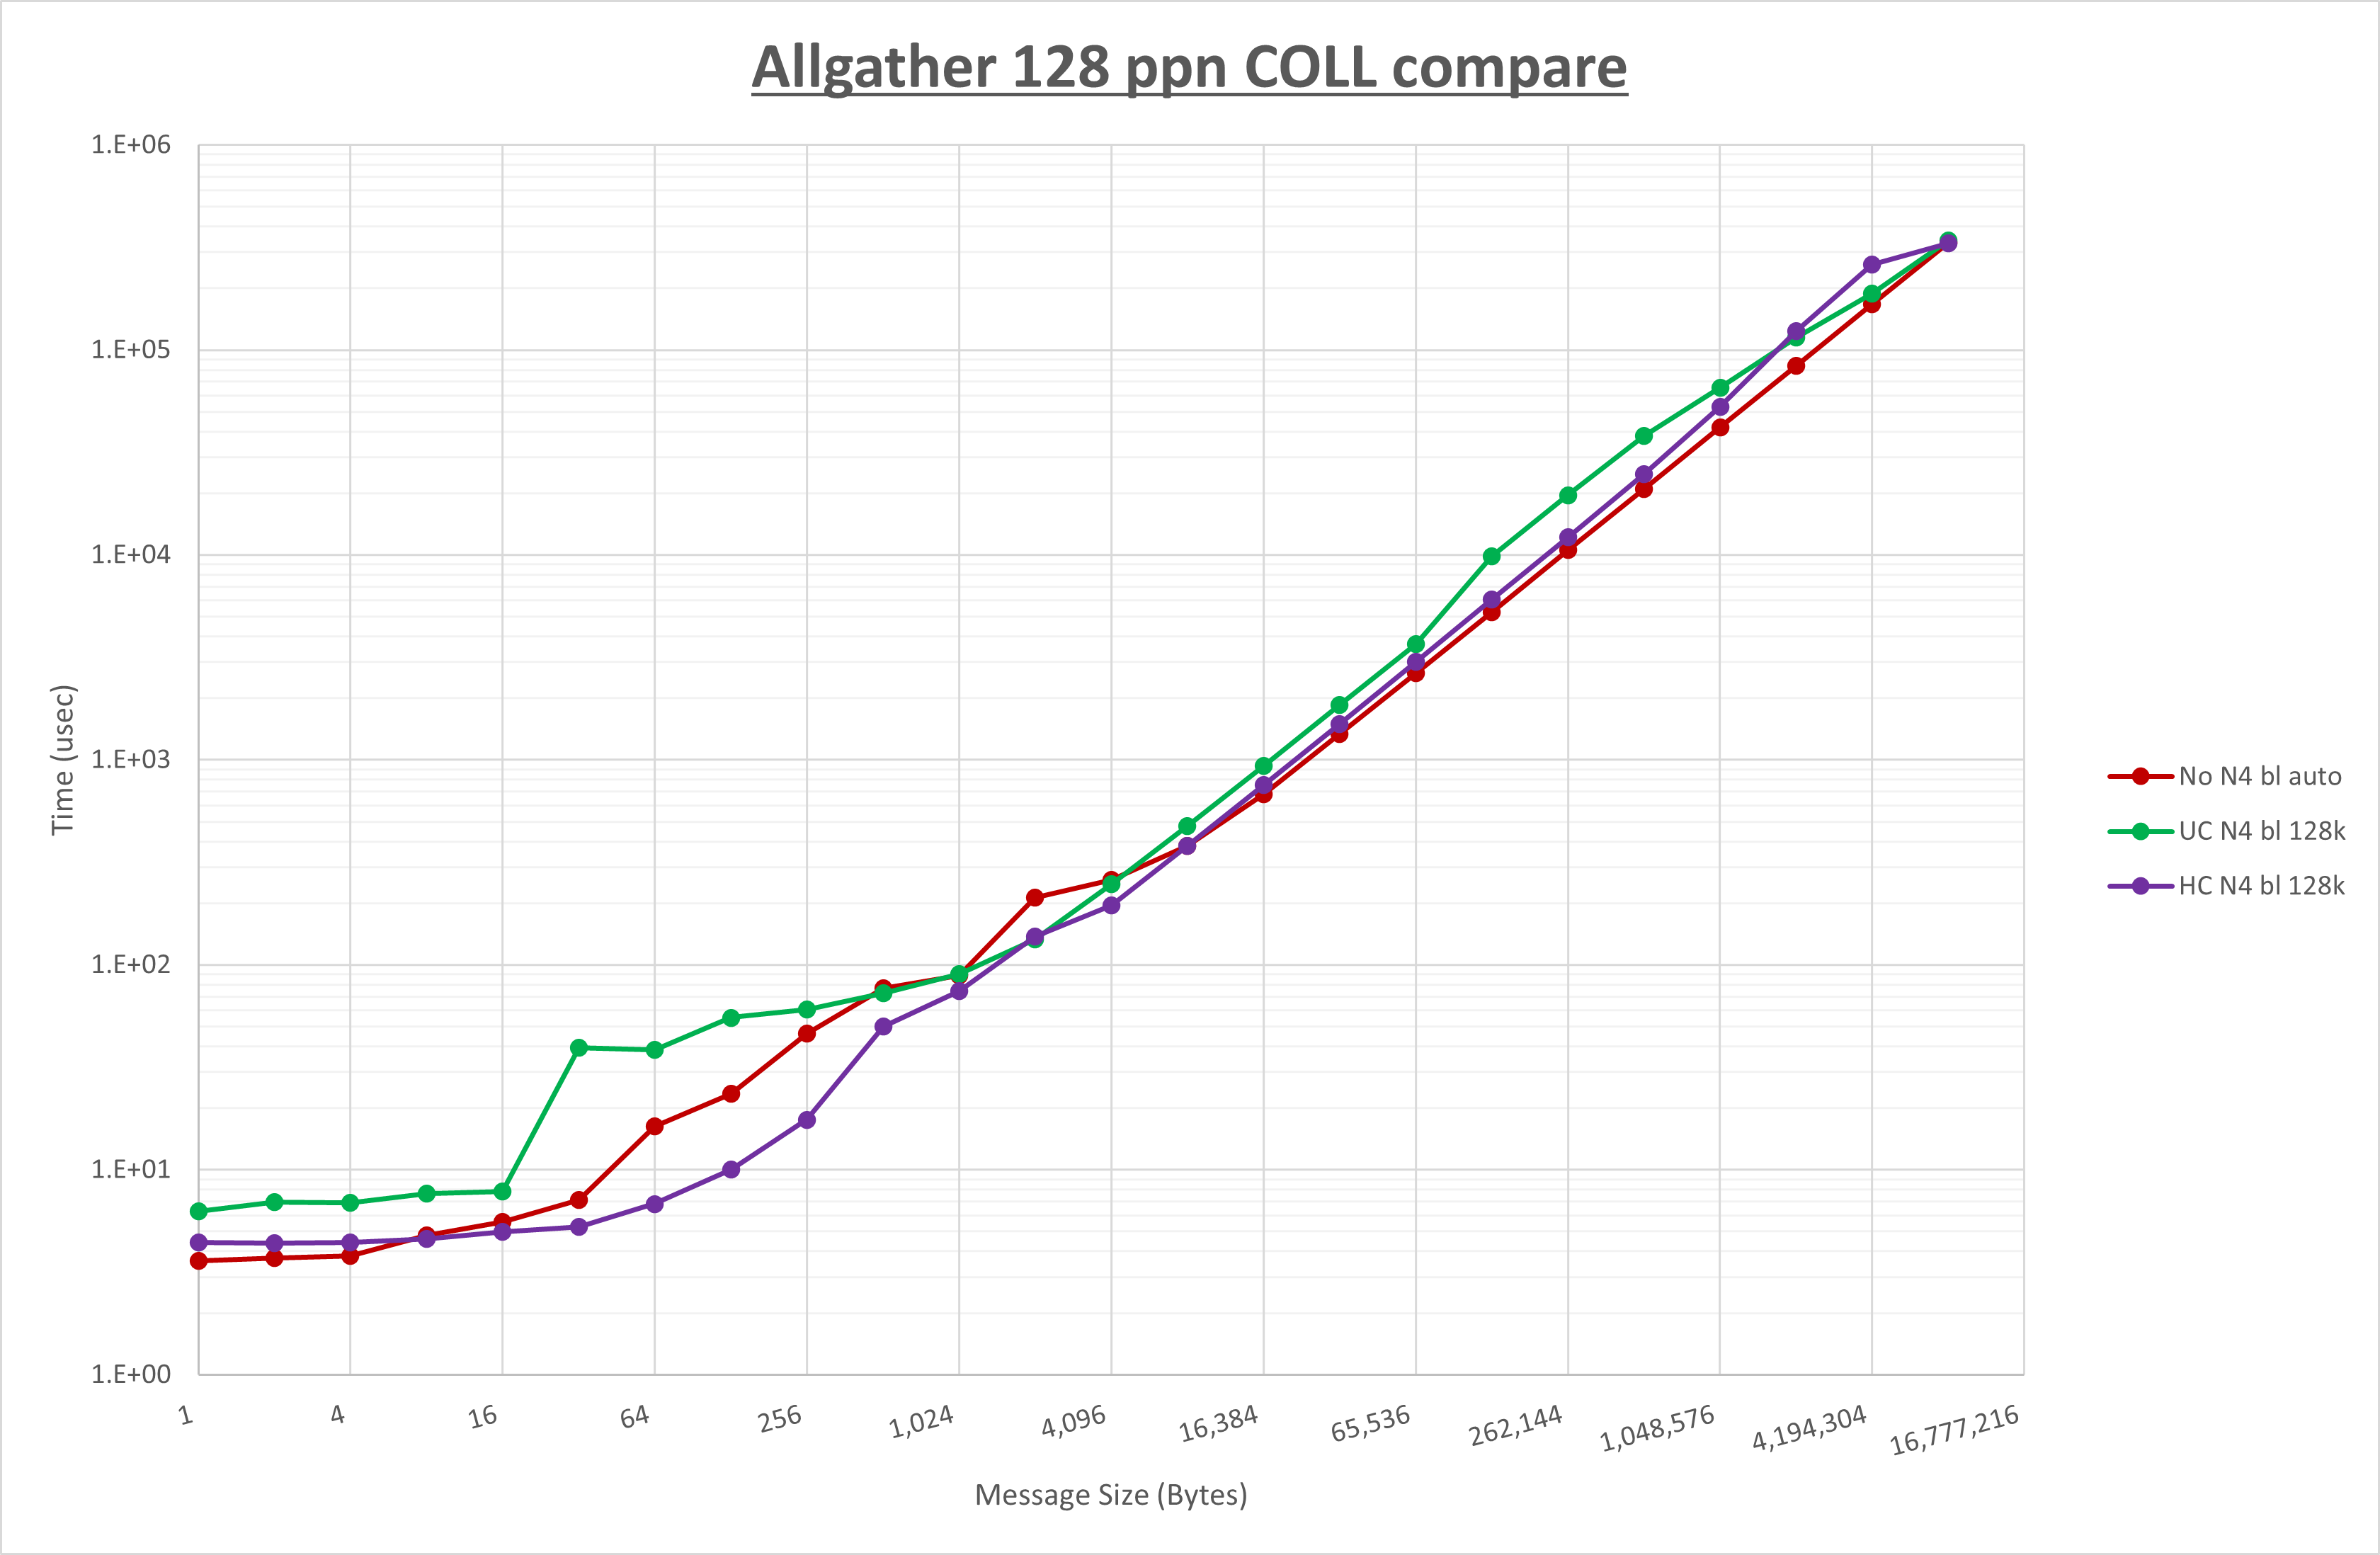 Allgather 128 ppn COLL compare
1.E+06
1.E+05
1.E+04
1.E+03
1.E+02
1.E+01
1.E+00
Time (usec)
1
4
16
64
256
1,024
4,096
16,384
65,536
262,144
1,048,576
4,194,304
16,777,216
Message Size (Bytes)
No N4 bl auto
UC N4 bl 128k
HC N4 bl 128k